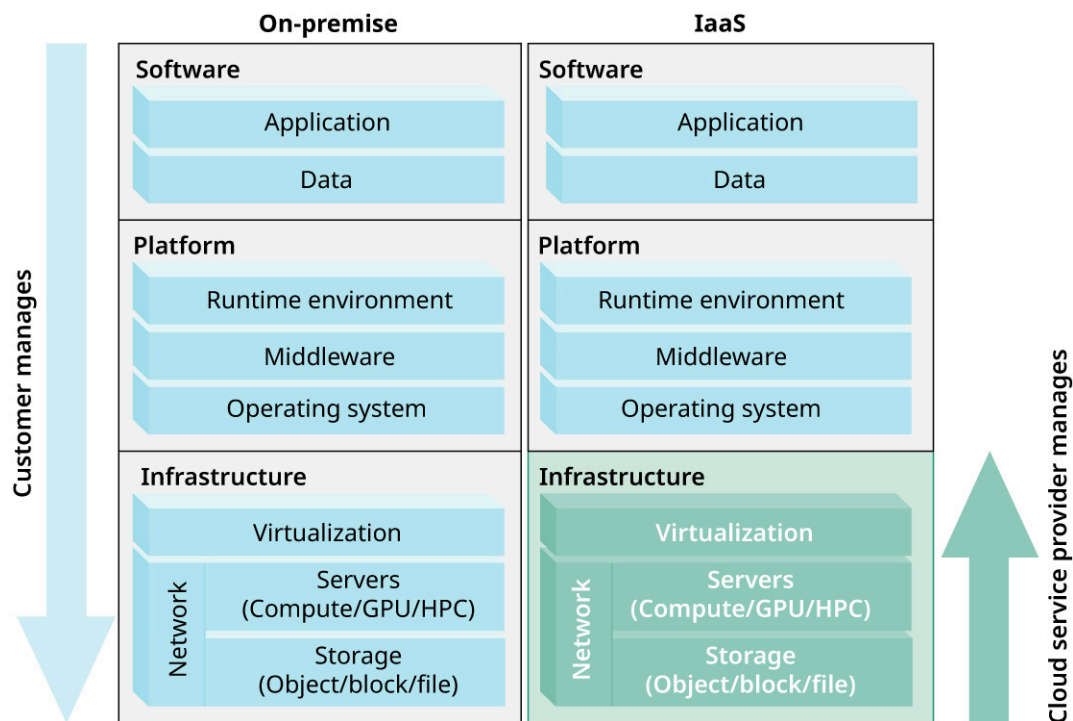 On-premise
IaaS
Customer manages
Software
Application
Data
Platform
Runtime environment
Middleware
Operating system
Infrastructure
Virtualization
Network
Servers
(Compute/GPU/HPC)
Storage
(Object/block/file)
Software
Application
Data
Platform
Runtime environment
Middleware
Operating system
Infrastructure
Virtualization
Network
Servers
(Compute/GPU/HPC)
Storage
(Object/block/file)
Cloud service provider manages